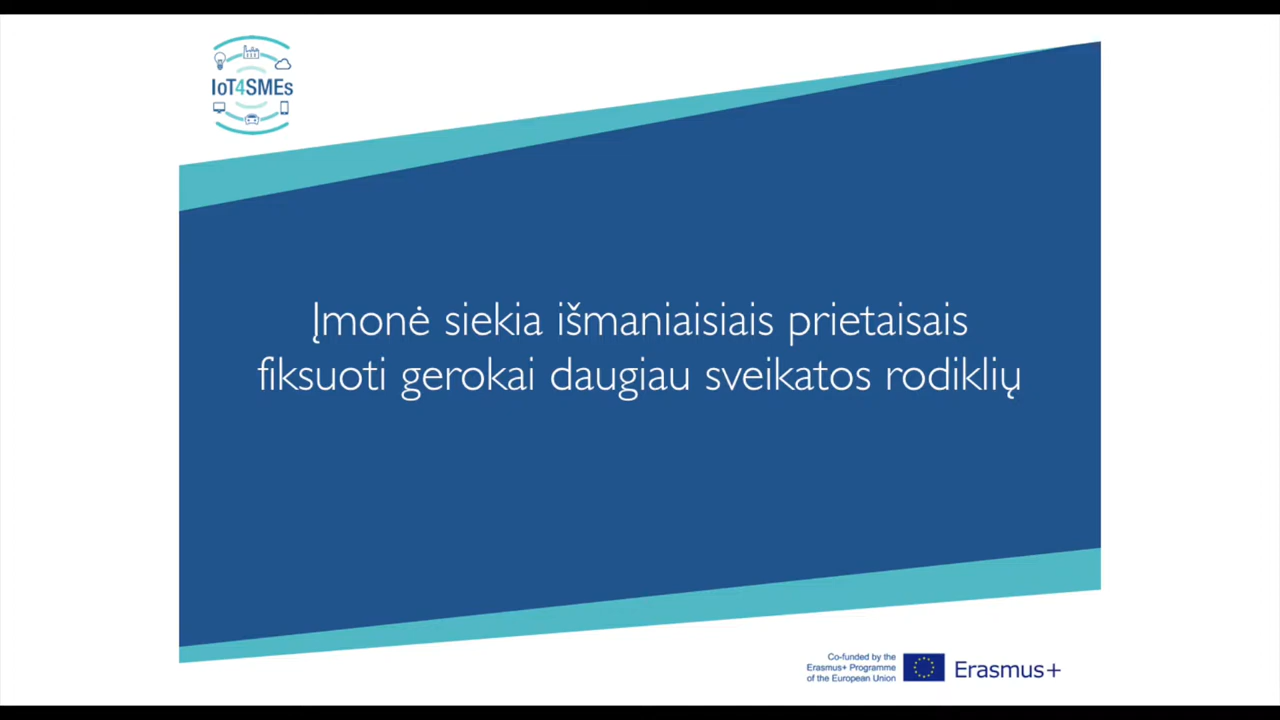 IoT4SMEs
Įmonė siekia išmaniaisiais prietaisais
fiksuoti gerokai daugiau sveikatos rodiklių
Co-funded by the
Erasmus+ Programme
of the European Union
Erasmus+